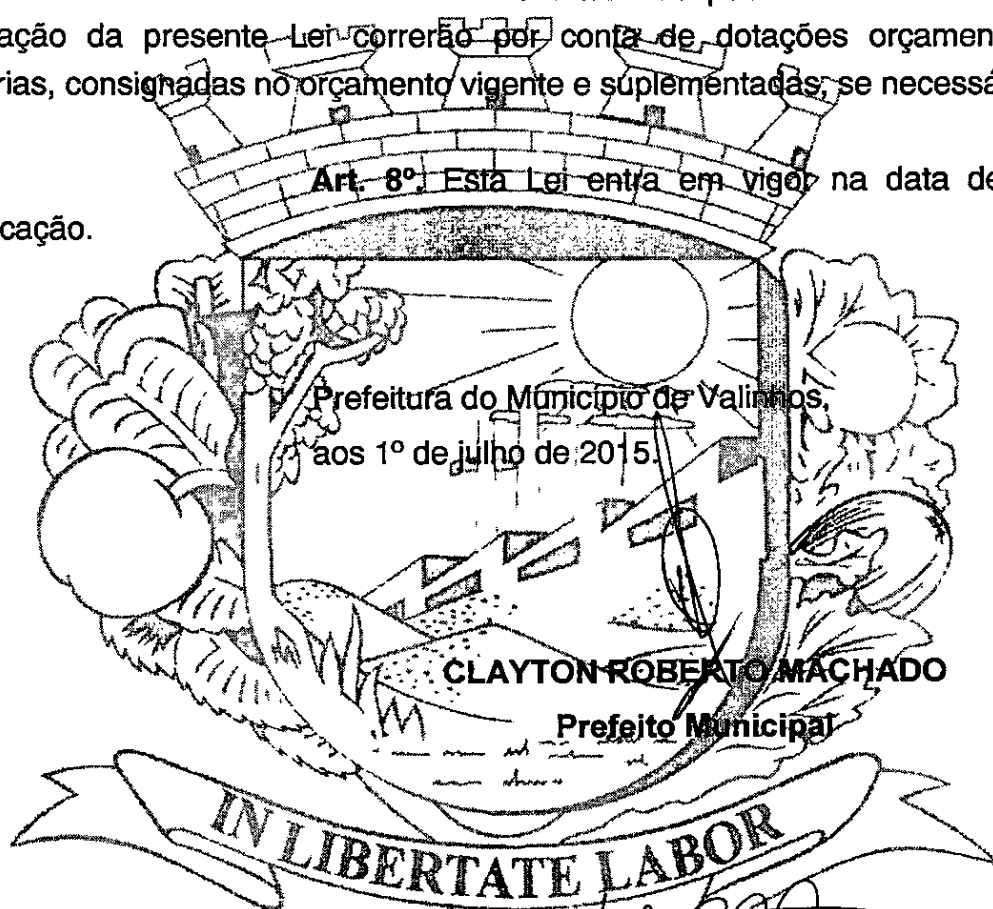 ação da presente Lei correrão por conta de dotações orçamen
rias, consignadas no orçamento vigente e suplementadas, se necessá
Art. 8º. Esta Lei entra em vigor na data de
cação.
Prefeitura do Município de Valinhos,
aos 1º de julho de 2015.
CLAYTON ROBERTO MACHADO
Prefeito Municipal
IN LIBERTATE LABOR